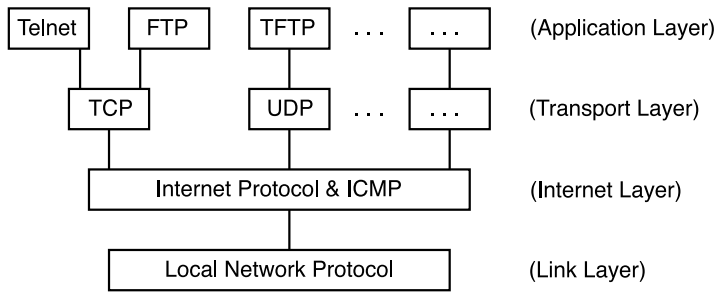 Telnet FTP TFTP ... ... (Application Layer)
TCP UDP ... ... (Transport Layer)
Internet Protocol & ICMP (Internet Layer)
Local Network Protocol (Link Layer)